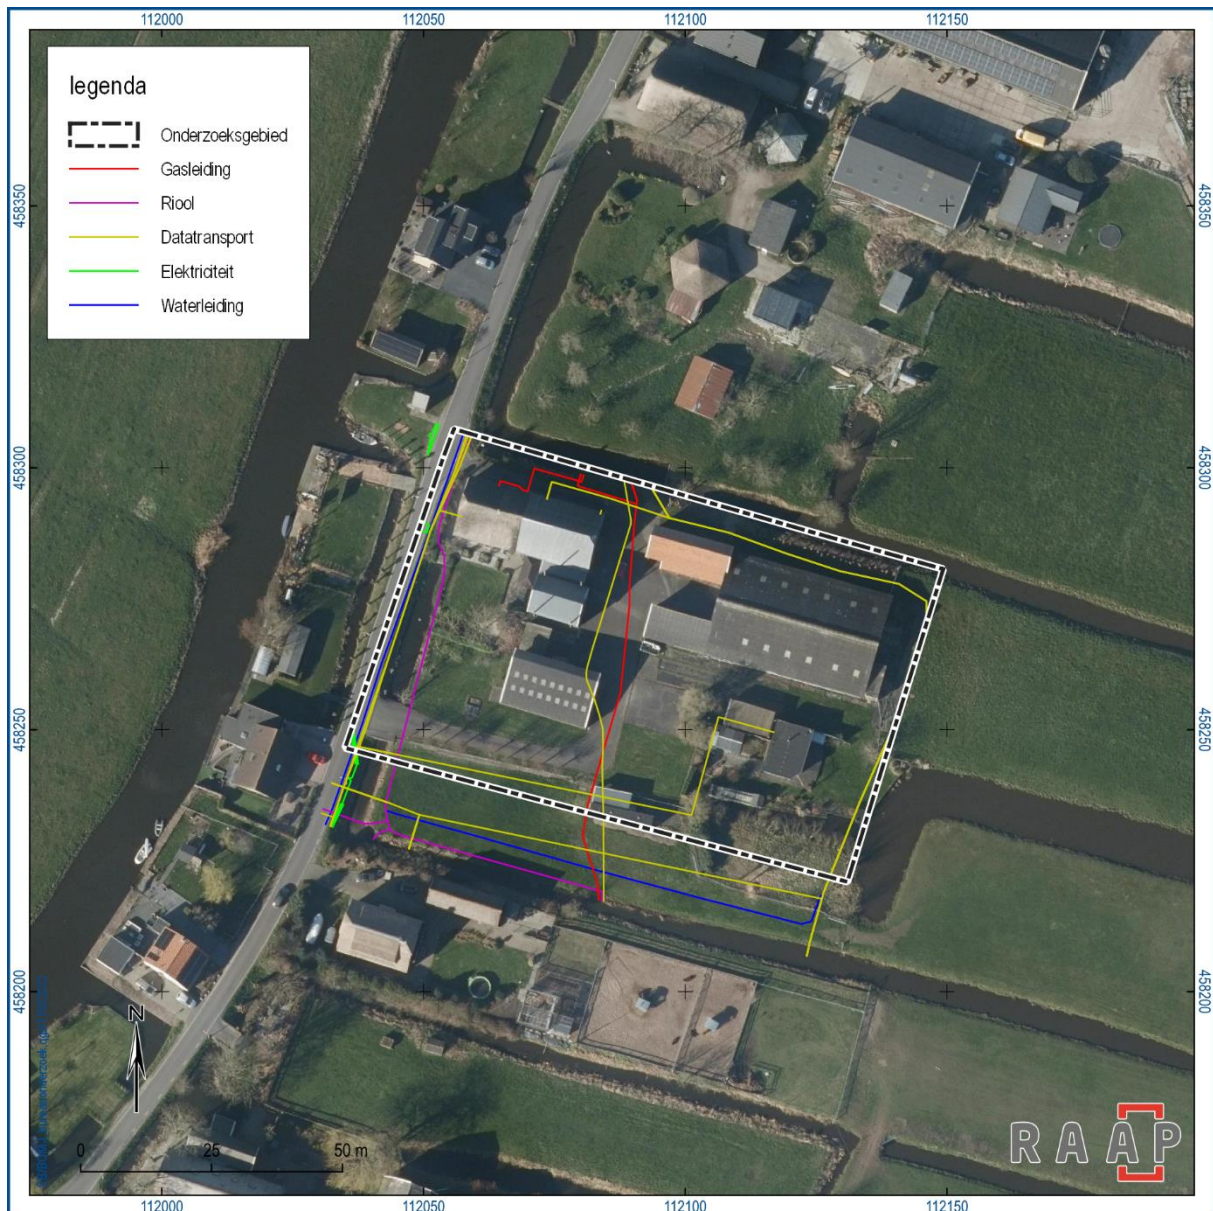 112000 112050 112100 112150
legenda
Onderzoeksgebied
Gasleiding
Riool
Datatransport
Elektriciteit
Waterleiding
458350 458350
458300 458300
458250 458250
458200 458200
N
0 25 50 m
RAAP
112000 112050 112100 112150